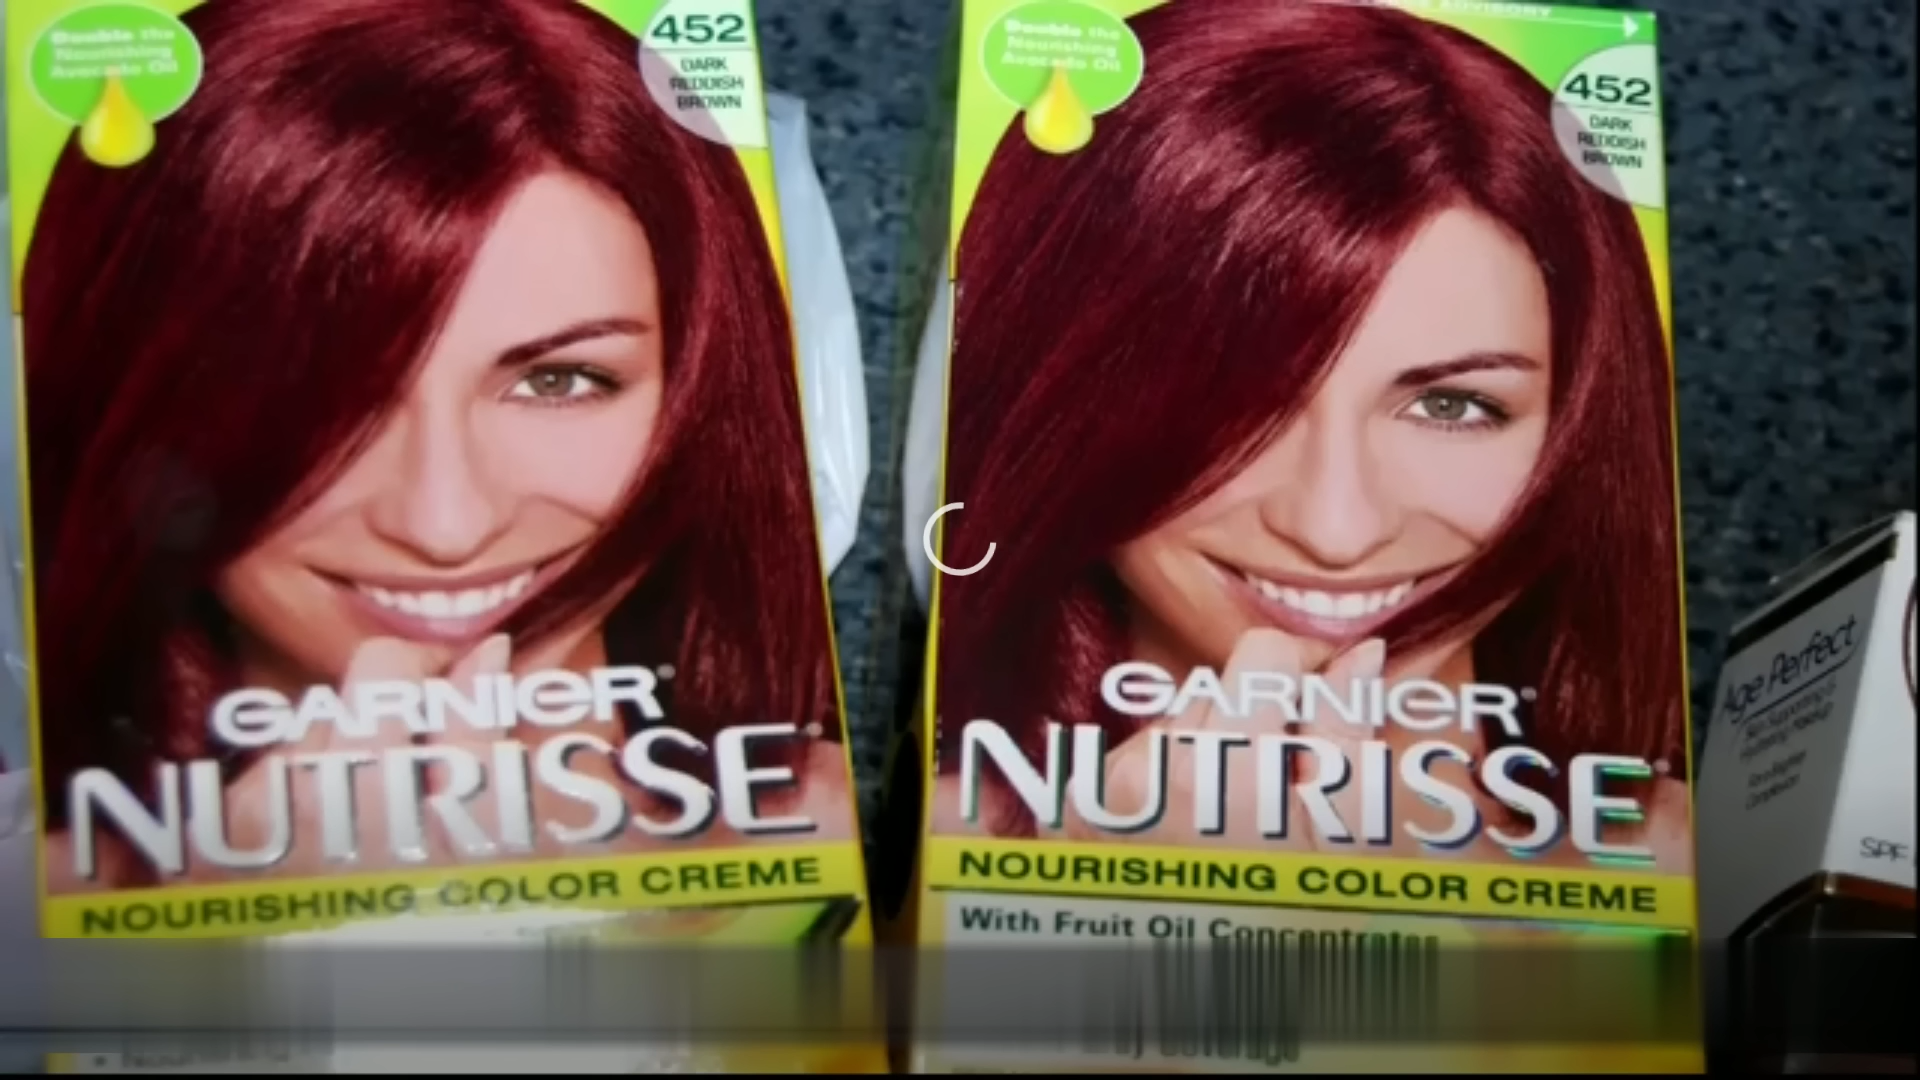 Double the
Nourishing
Avocado Oil
452
DARK
REDDISH
BROWN
GARNIER
NUTRISSE
NOURISHING COLOR CREME
Double the
Nourishing
Avocado Oil
452
DARK
REDDISH
BROWN
GARNIER
NUTRISSE
NOURISHING COLOR CREME
With Fruit Oil Concentrates
Coverage
Age Perfect
SPF